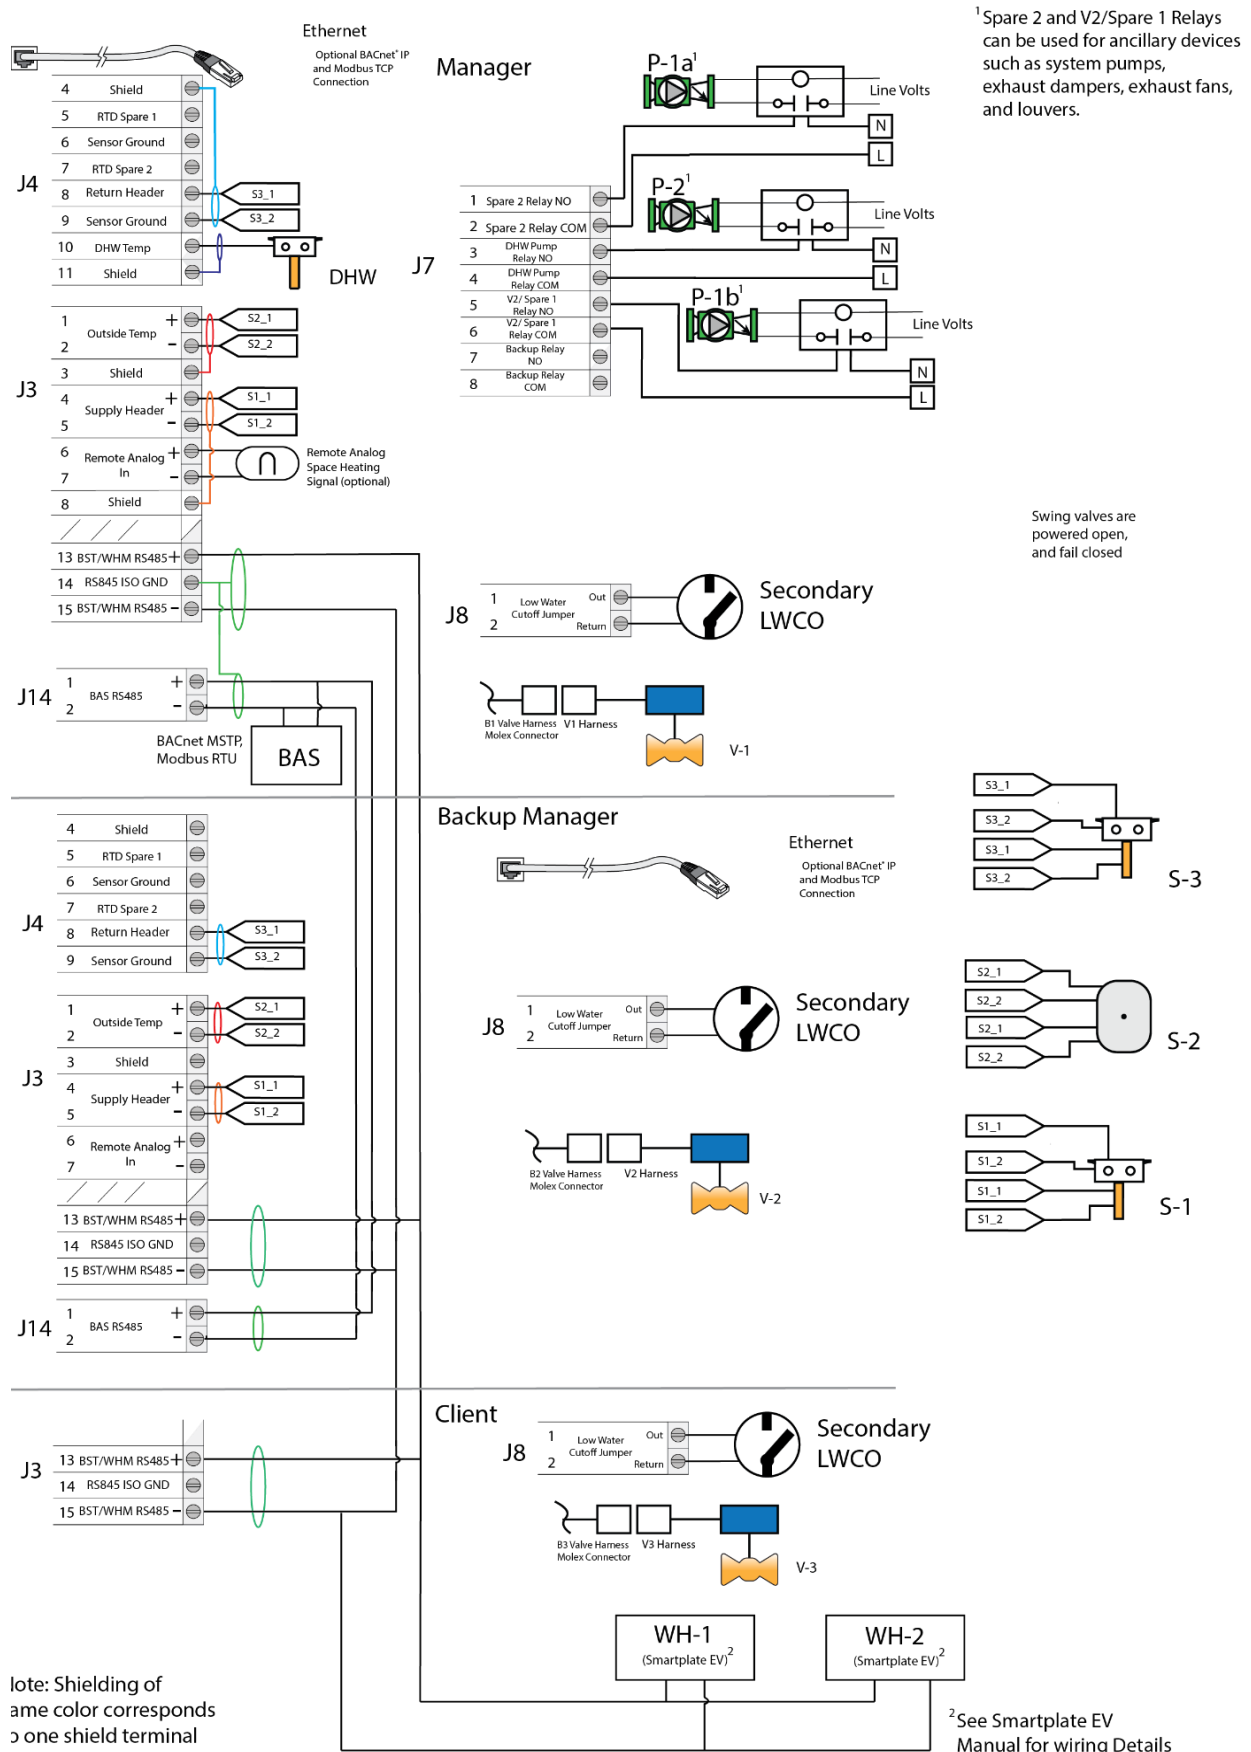 Ethernet
Optional BACnet* IP
and Modbus TCP
Connection
Manager
1 Spare 2 and V2/Spare 1 Relays
can be used for ancillary devices
such as system pumps,
exhaust dampers, exhaust fans,
and louvers.
J4
4 Shield
5 RTD Spare 1
6 Sensor Ground
7 RTD Spare 2
8 Return Header S3_1
9 Sensor Ground S3_2
10 DHW Temp
11 Shield
DHW
J3
1 Outside Temp + S2_1
2 - S2_2
3 Shield
4 Supply Header + S1_1
5 - S1_2
6 Remote Analog +
7 In -
8 Shield
Remote Analog
Space Heating
Signal (optional)
13 BST/WHM RS485 +
14 RS845 ISO GND
15 BST/WHM RS485 -
J14
1 BAS RS485 +
2 -
BACnet MSTP,
Modbus RTU
BAS
P-1a1
Line Volts
N
L
P-21
Line Volts
N
L
P-1b1
Line Volts
N
L
J7
1 Spare 2 Relay NO
2 Spare 2 Relay COM
3 DHW Pump
Relay NO
4 DHW Pump
Relay COM
5 V2/ Spare 1
Relay NO
6 V2/ Spare 1
Relay COM
7 Backup Relay
NO
8 Backup Relay
COM
Swing valves are
powered open,
and fail closed
J8
1 Low Water Out
2 Cutoff Jumper Return
Secondary
LWCO
B1 Valve Harness
Molex Connector
V1 Harness
V-1
Backup Manager
Ethernet
Optional BACnet* IP
and Modbus TCP
Connection
J4
4 Shield
5 RTD Spare 1
6 Sensor Ground
7 RTD Spare 2
8 Return Header S3_1
9 Sensor Ground S3_2
J3
1 Outside Temp + S2_1
2 - S2_2
3 Shield
4 Supply Header + S1_1
5 - S1_2
6 Remote Analog +
7 In -
13 BST/WHM RS485 +
14 RS845 ISO GND
15 BST/WHM RS485 -
J14
1 BAS RS485 +
2 -
J8
1 Low Water Out
2 Cutoff Jumper Return
Secondary
LWCO
B2 Valve Harness
Molex Connector
V2 Harness
V-2
S3_1
S3_2
S3_1
S3_2
S-3
S2_1
S2_2
S2_1
S2_2
S-2
S1_1
S1_2
S1_1
S1_2
S-1
Client
J3
13 BST/WHM RS485 +
14 RS845 ISO GND
15 BST/WHM RS485 -
J8
1 Low Water Out
2 Cutoff Jumper Return
Secondary
LWCO
B3 Valve Harness
Molex Connector
V3 Harness
V-3
WH-1
(Smartplate EV)2
WH-2
(Smartplate EV)2
lote: Shielding of
ame color corresponds
o one shield terminal
2 See Smartplate EV
Manual for wiring Details